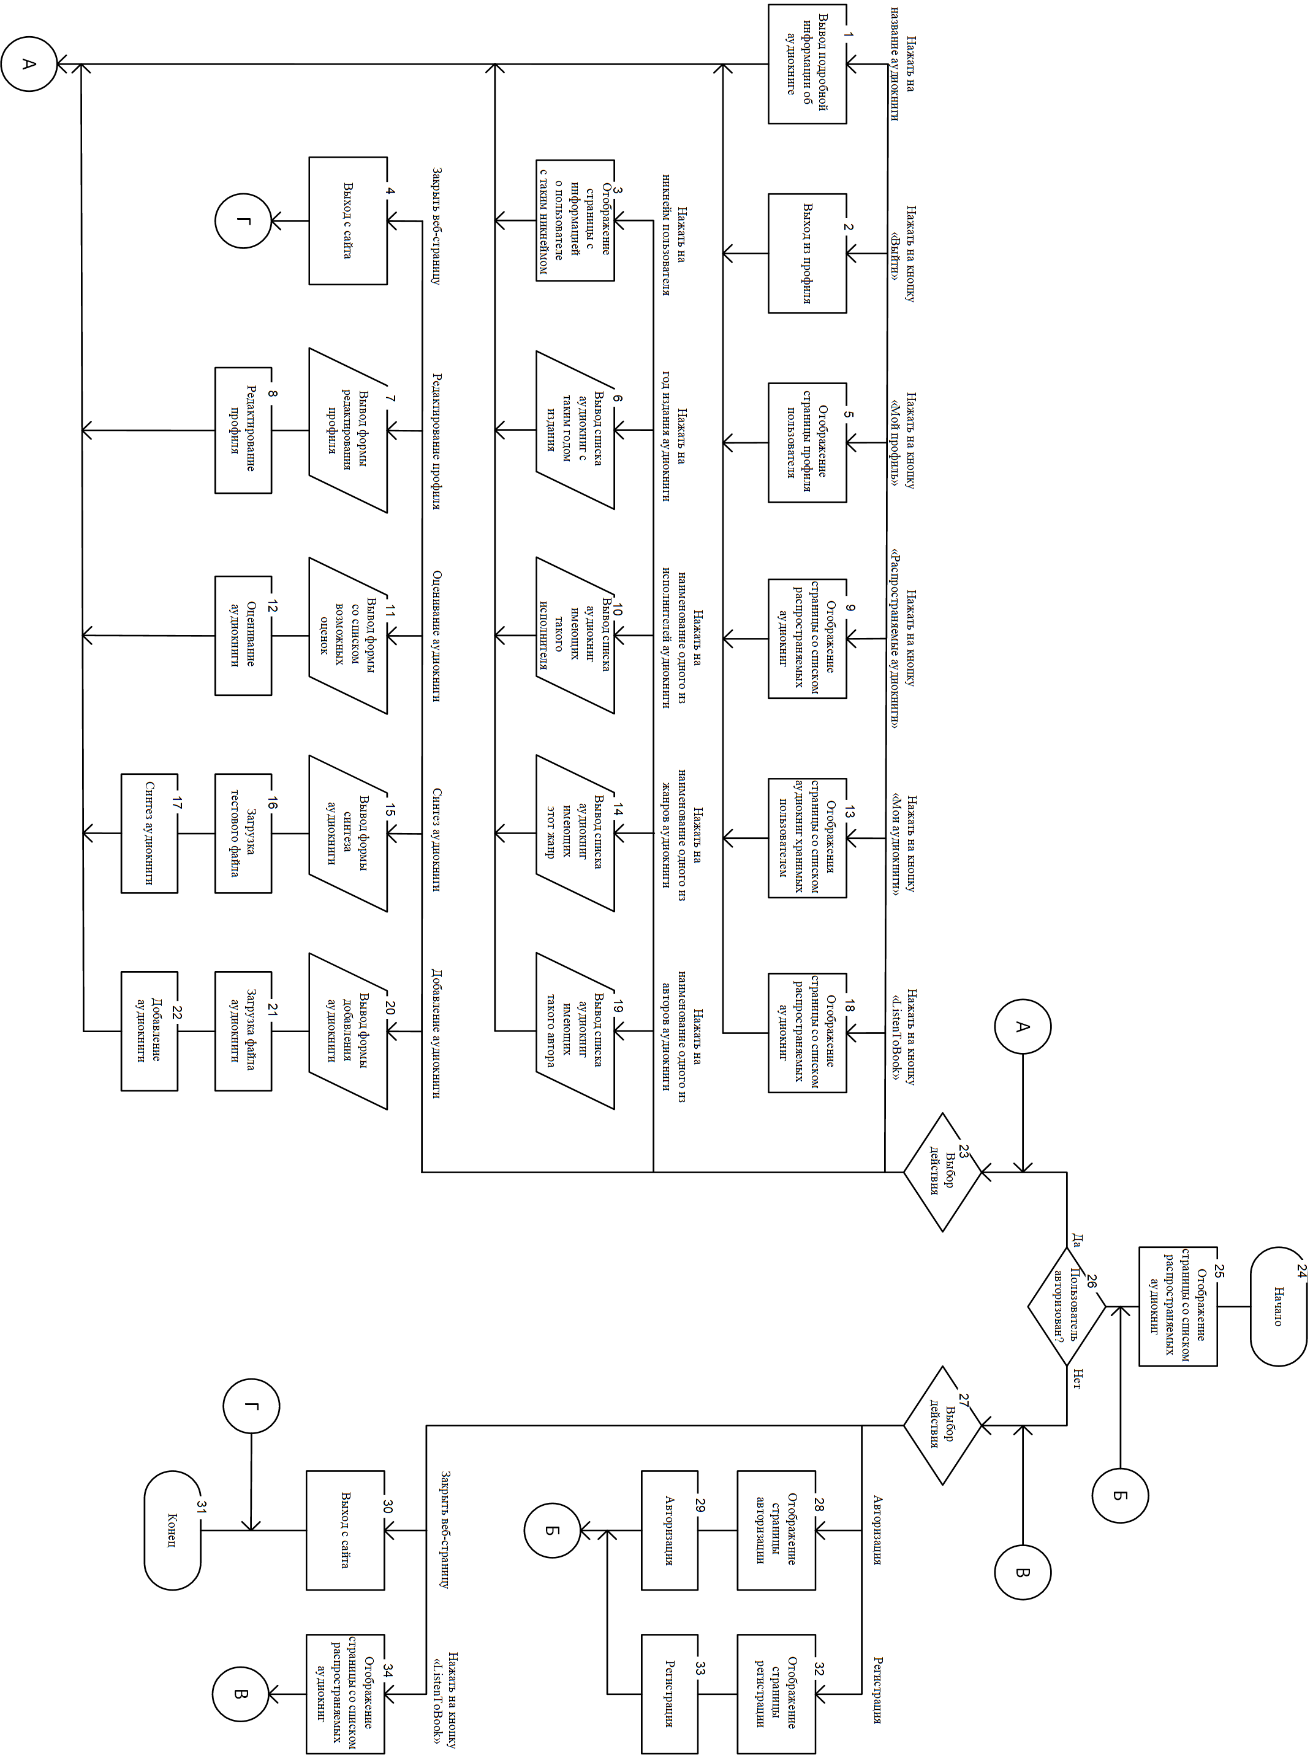 24
Начало
25
Отображение
страницы со списком
распространяемых
аудиокниг
Б
26
Пользователь
авторизован?
Да
Нет
А
В
23
Выбор
действия
27
Выбор
действия
Нажать на
название аудиокниги
1
Вывод подробной
информации об
аудиокниге
Нажать на кнопку
«Выйти»
2
Выход из профиля
Нажать на кнопку
«Мой профиль»
5
Отображение
страницы профиля
пользователя
Нажать на кнопку
«Распространяемые аудиокниги»
9
Отображение
страницы со списком
распространяемых
аудиокниг
Нажать на кнопку
«Мои аудиокниги»
13
Отображения
страницы со списком
аудиокниг хранимых
пользователем
Нажать на кнопку
«ListenToBook»
18
Отображение
страницы со списком
распространяемых
аудиокниг
Нажать на
никнейм пользователя
3
Отображение
страницы с
информацией
о пользователе
с таким никнеймом
Нажать на
год издания аудиокниги
6
Вывод списка
аудиокниг с
таким годом
издания
Нажать на
наименование одного из
исполнителей аудиокниги
10
Вывод списка
аудиокниг
имеющих
такого
исполнителя
Нажать на
наименование одного из
жанров аудиокниги
14
Вывод списка
аудиокниг
имеющих
этот жанр
Нажать на
наименование одного из
авторов аудиокниги
19
Вывод списка
аудиокниг
имеющих
такого автора
Закрыть веб-страницу
4
Выход с сайта
Г
Редактирование профиля
7
Вывод формы
редактирования
профиля
8
Редактирование
профиля
Оценивание аудиокниги
11
Вывод формы
со списком
возможных
оценок
12
Оценивание
аудиокниги
Синтез аудиокниги
15
Вывод формы
синтеза
аудиокниги
16
Загрузка
тестового файла
17
Синтез аудиокниги
Добавление аудиокниги
20
Вывод формы
добавления
аудиокниги
21
Загрузка файла
аудиокниги
22
Добавление
аудиокниги
А
Авторизация
28
Отображение
страницы
авторизации
29
Авторизация
Б
Регистрация
32
Отображение
страницы
регистрации
33
Регистрация
Закрыть веб-страницу
30
Выход с сайта
Г
31
Конец
Нажать на кнопку
«ListenToBook»
34
Отображение
страницы со списком
распространяемых
аудиокниг
В